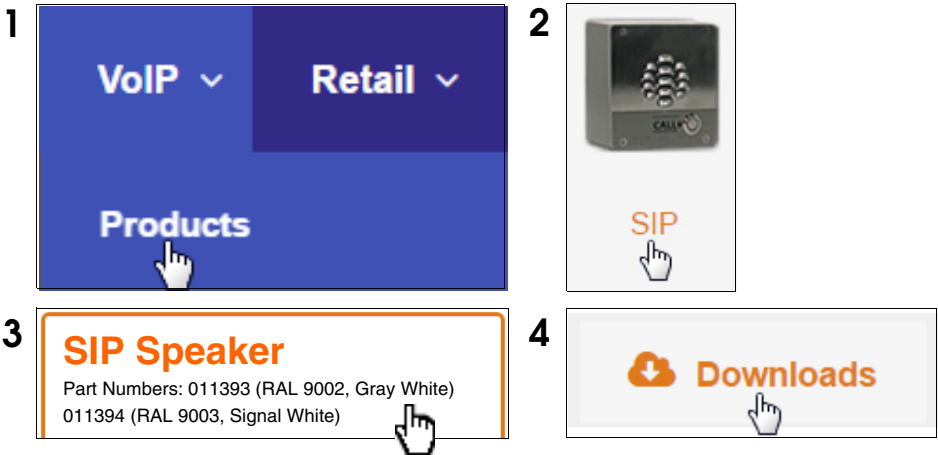 1
VoIP Retail
Products
2
CALL
SIP
3
SIP Speaker
Part Numbers: 011393 (RAL 9002, Gray White)
011394 (RAL 9003, Signal White)
4
Downloads